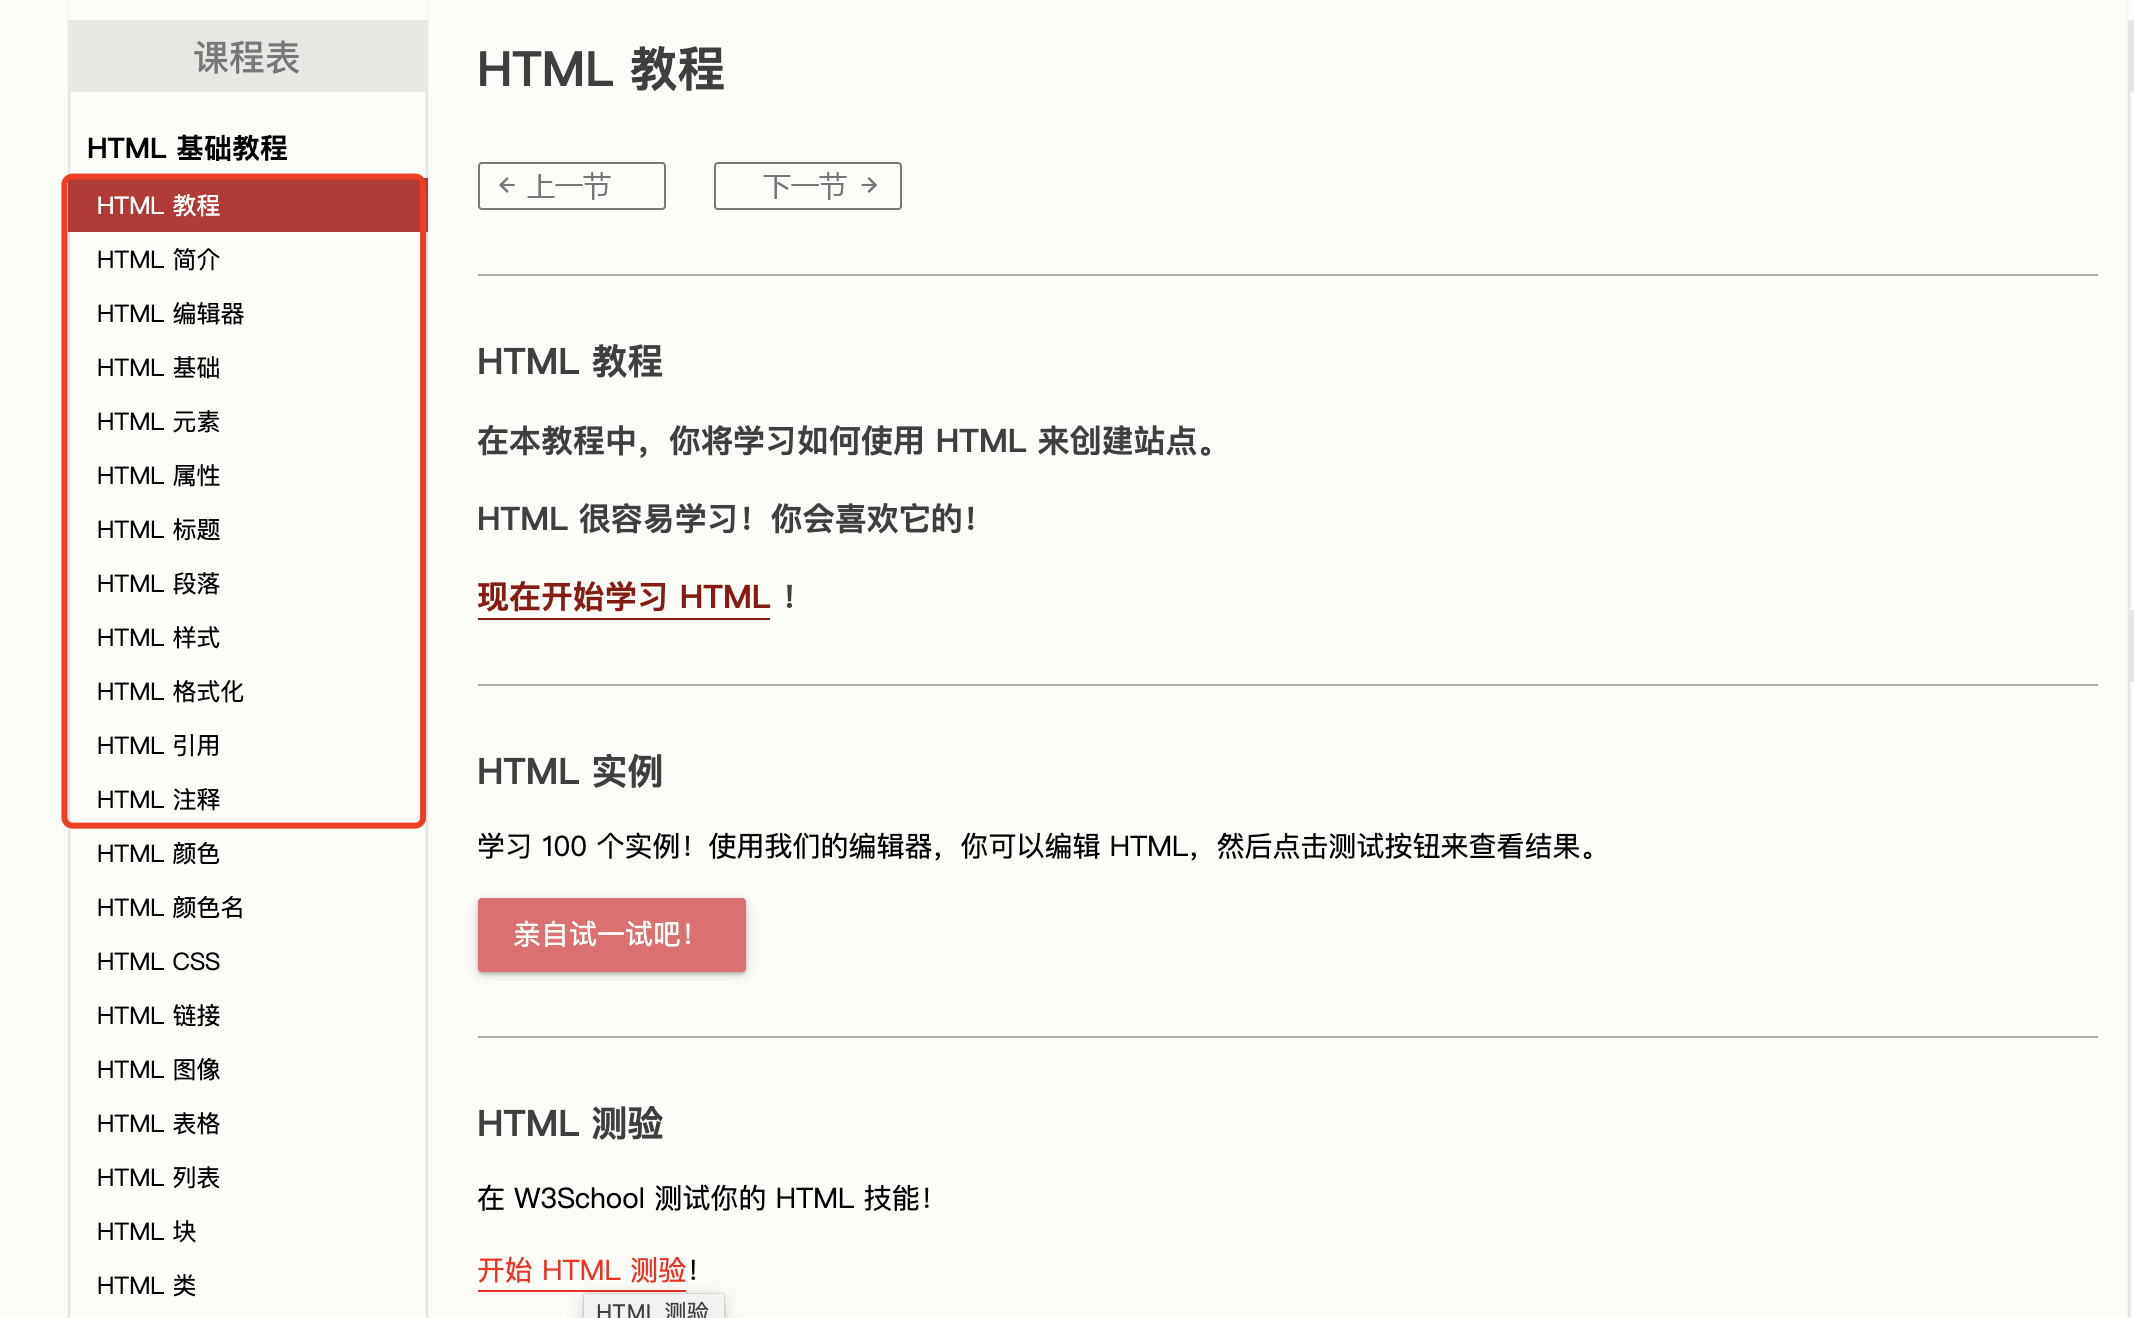 课程表
HTML 基础教程
HTML 教程
HTML 简介
HTML 编辑器
HTML 基础
HTML 元素
HTML 属性
HTML 标题
HTML 段落
HTML 样式
HTML 格式化
HTML 引用
HTML 注释
HTML 颜色
HTML 颜色名
HTML CSS
HTML 链接
HTML 图像
HTML 表格
HTML 列表
HTML 块
HTML 类
HTML 教程
← 上一节
下一节 →
HTML 教程
在本教程中，你将学习如何使用 HTML 来创建站点。
HTML 很容易学习！你会喜欢它的！
现在开始学习 HTML ！
HTML 实例
学习 100 个实例！使用我们的编辑器，你可以编辑 HTML，然后点击测试按钮来查看结果。
亲自试一试吧！
HTML 测验
在 W3School 测试你的 HTML 技能！
开始 HTML 测验！
HTML 测验